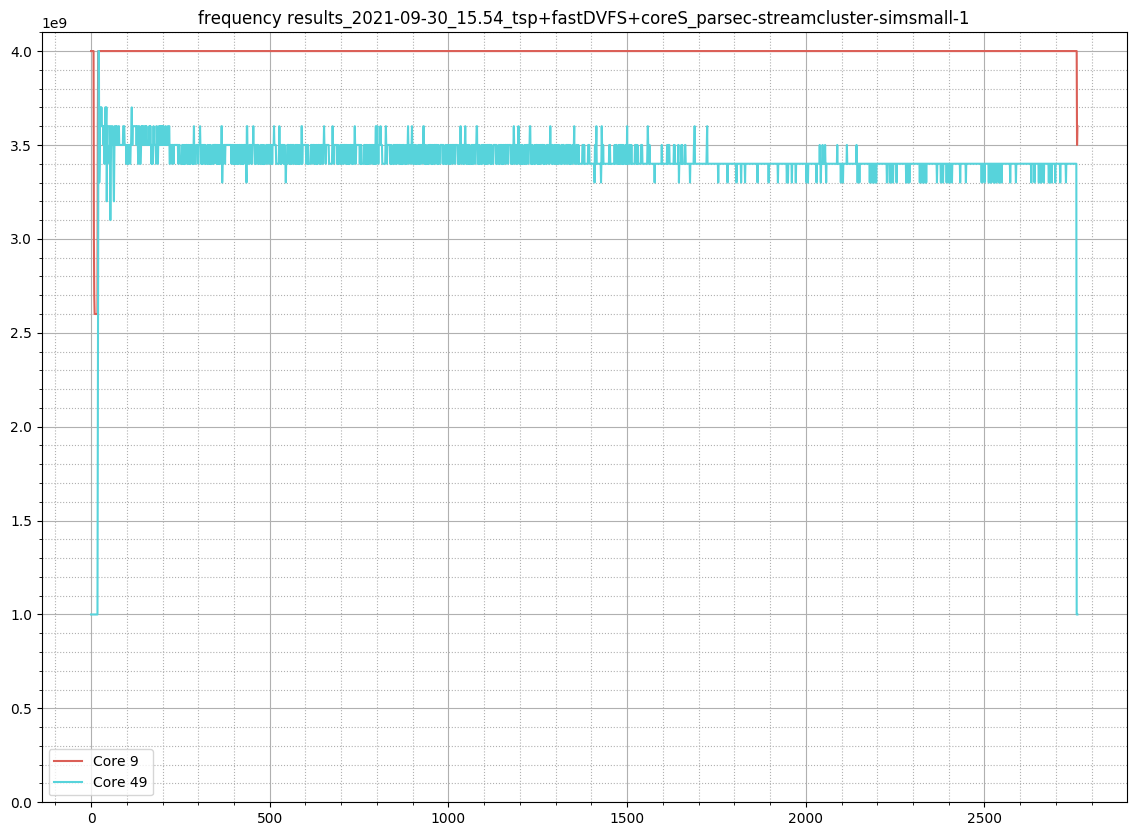 frequency results_2021-09-30_15.54_tsp+fastDVFS+coreS_parsec-streamcluster-simsmall-1
1e9
4.0
3.5
3.0
2.5
2.0
1.5
1.0
0.5
0.0
Core 9
Core 49
0 500 1000 1500 2000 2500